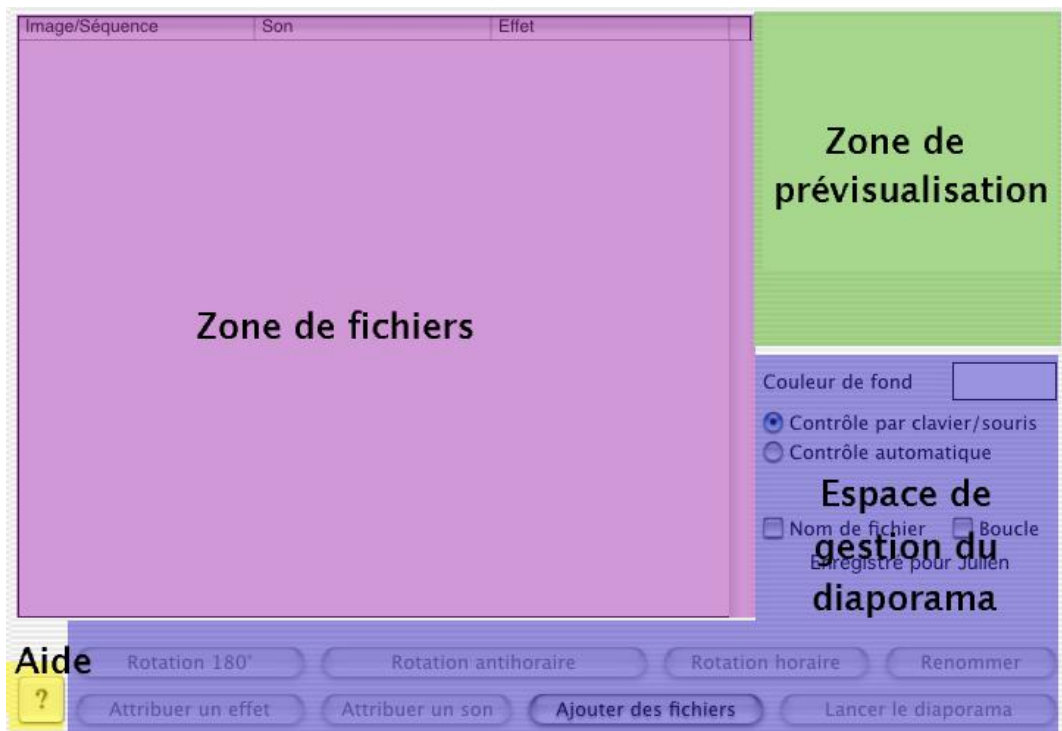 Image/Séquence Son Effet
Zone de
prévisualisation
Zone de fichiers
Couleur de fond
Contrôle par clavier/souris
Contrôle automatique
Espace de
Nom de fichier Boucle
gestion du
Enregistré pour Julien
diaporama
Aide
Rotation 180° Rotation antihoraire Rotation horaire Renommer
? Attribuer un effet Attribuer un son Ajouter des fichiers Lancer le diaporama